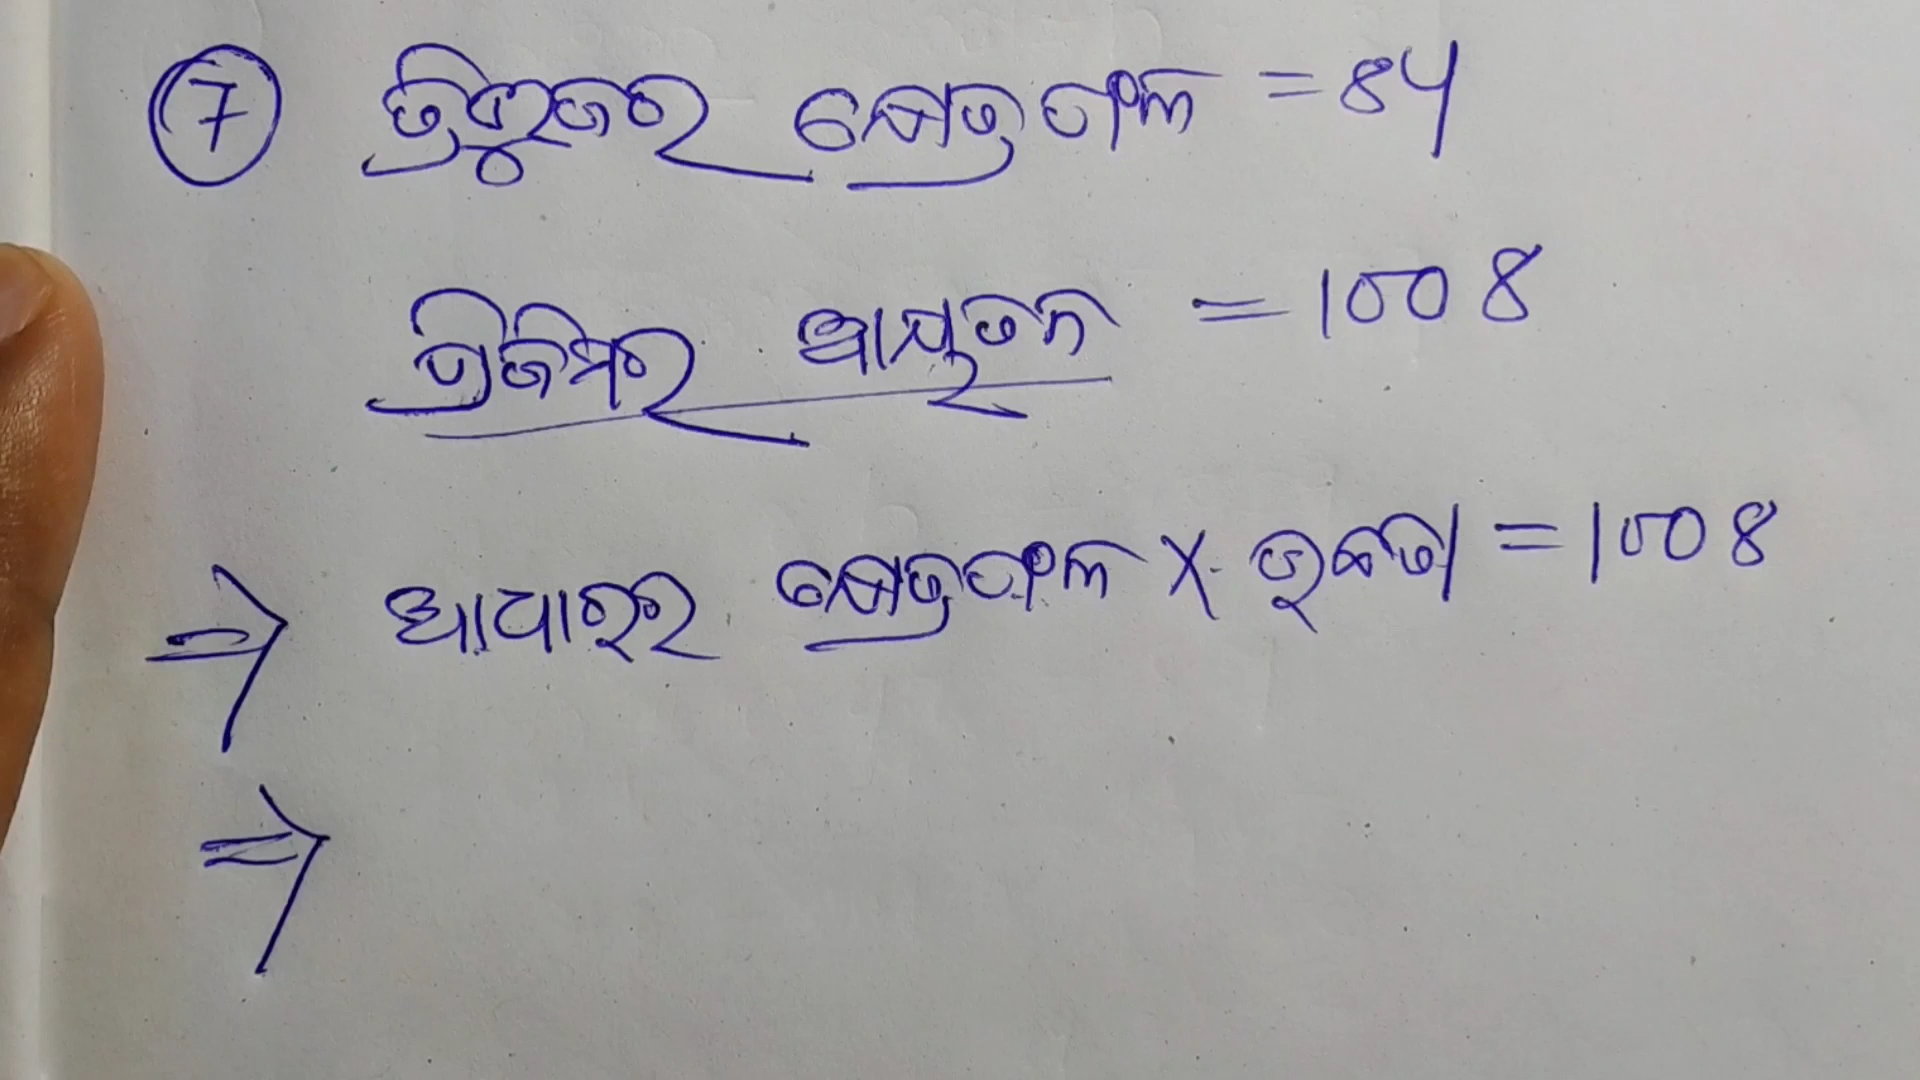 ⑦ ତ୍ରିଭୁଜର କ୍ଷେତ୍ରଫଳ = 84
ପ୍ରିଜିମର ଆୟତନ = 1008
⇒ ଆଧାରର କ୍ଷେତ୍ରଫଳ × ଉଚ୍ଚତା = 1008
⇒